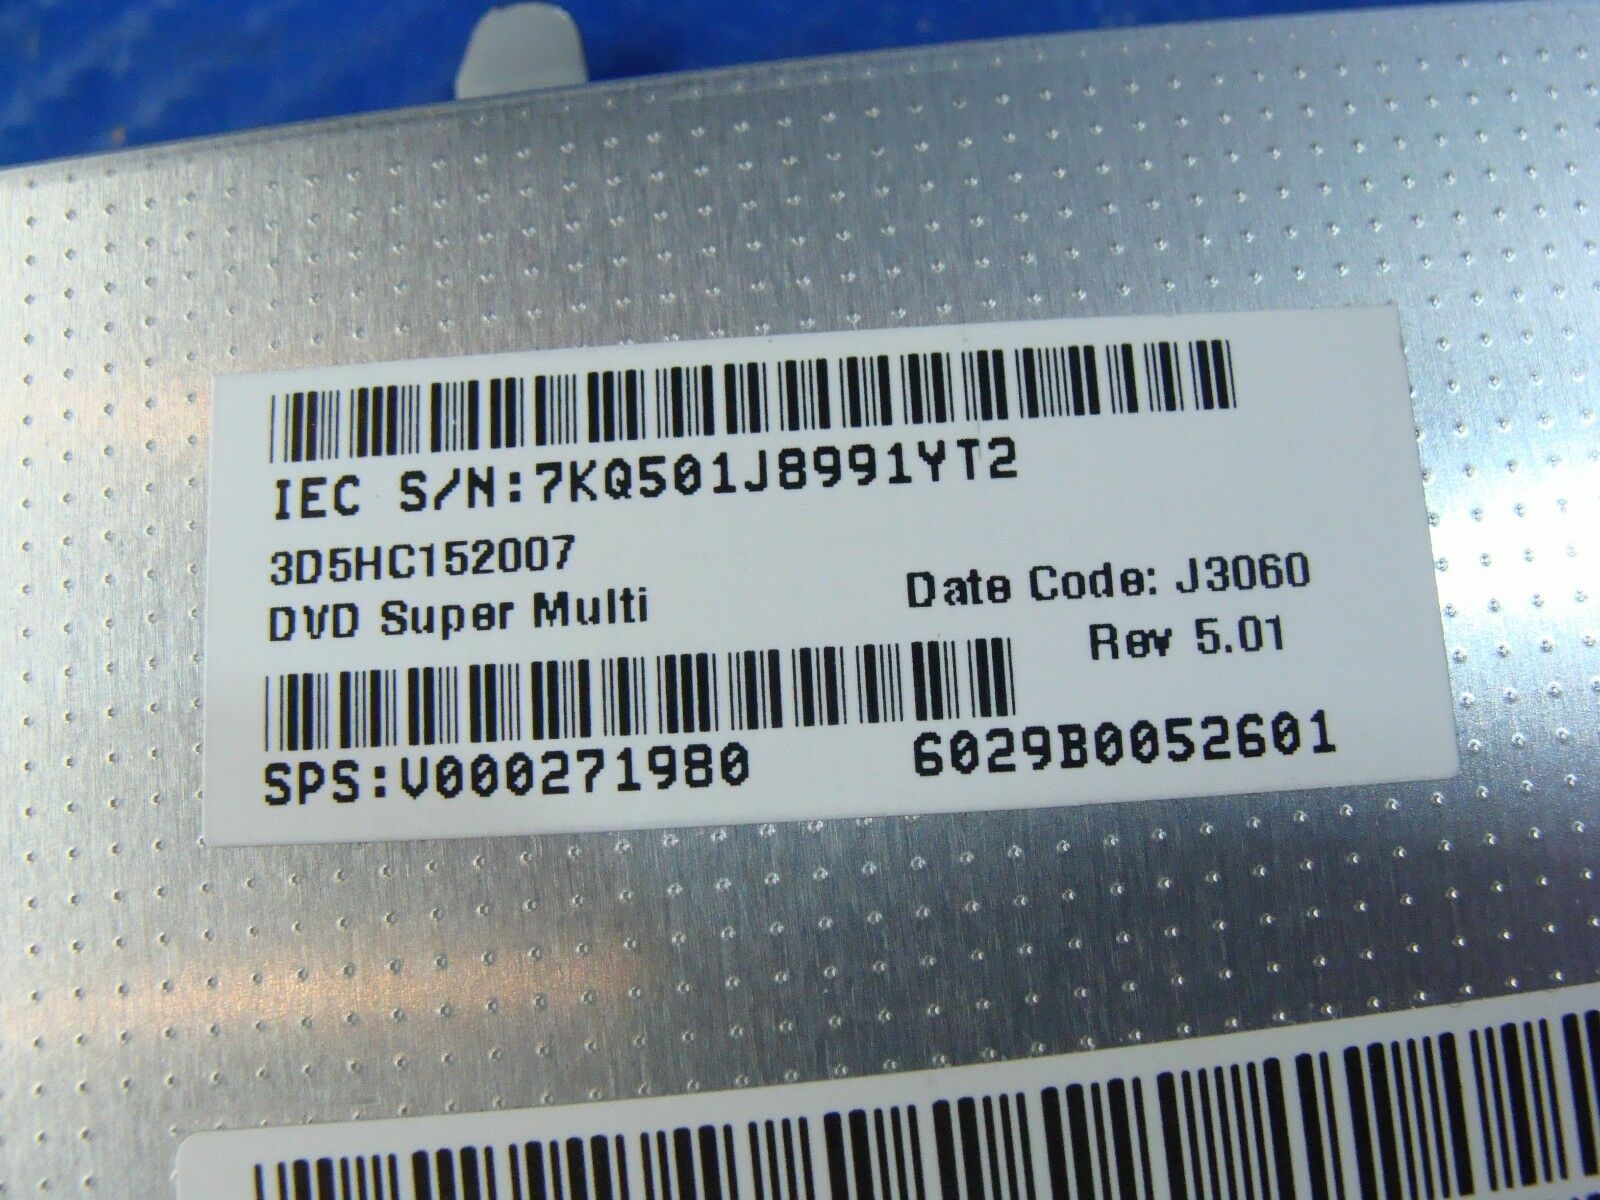 IEC S/N:7KQ501J8991YT2
3D5HC152007
DVD Super Multi
Date Code: J3060
Rev 5.01
SPS:V000271980
6029B0052601